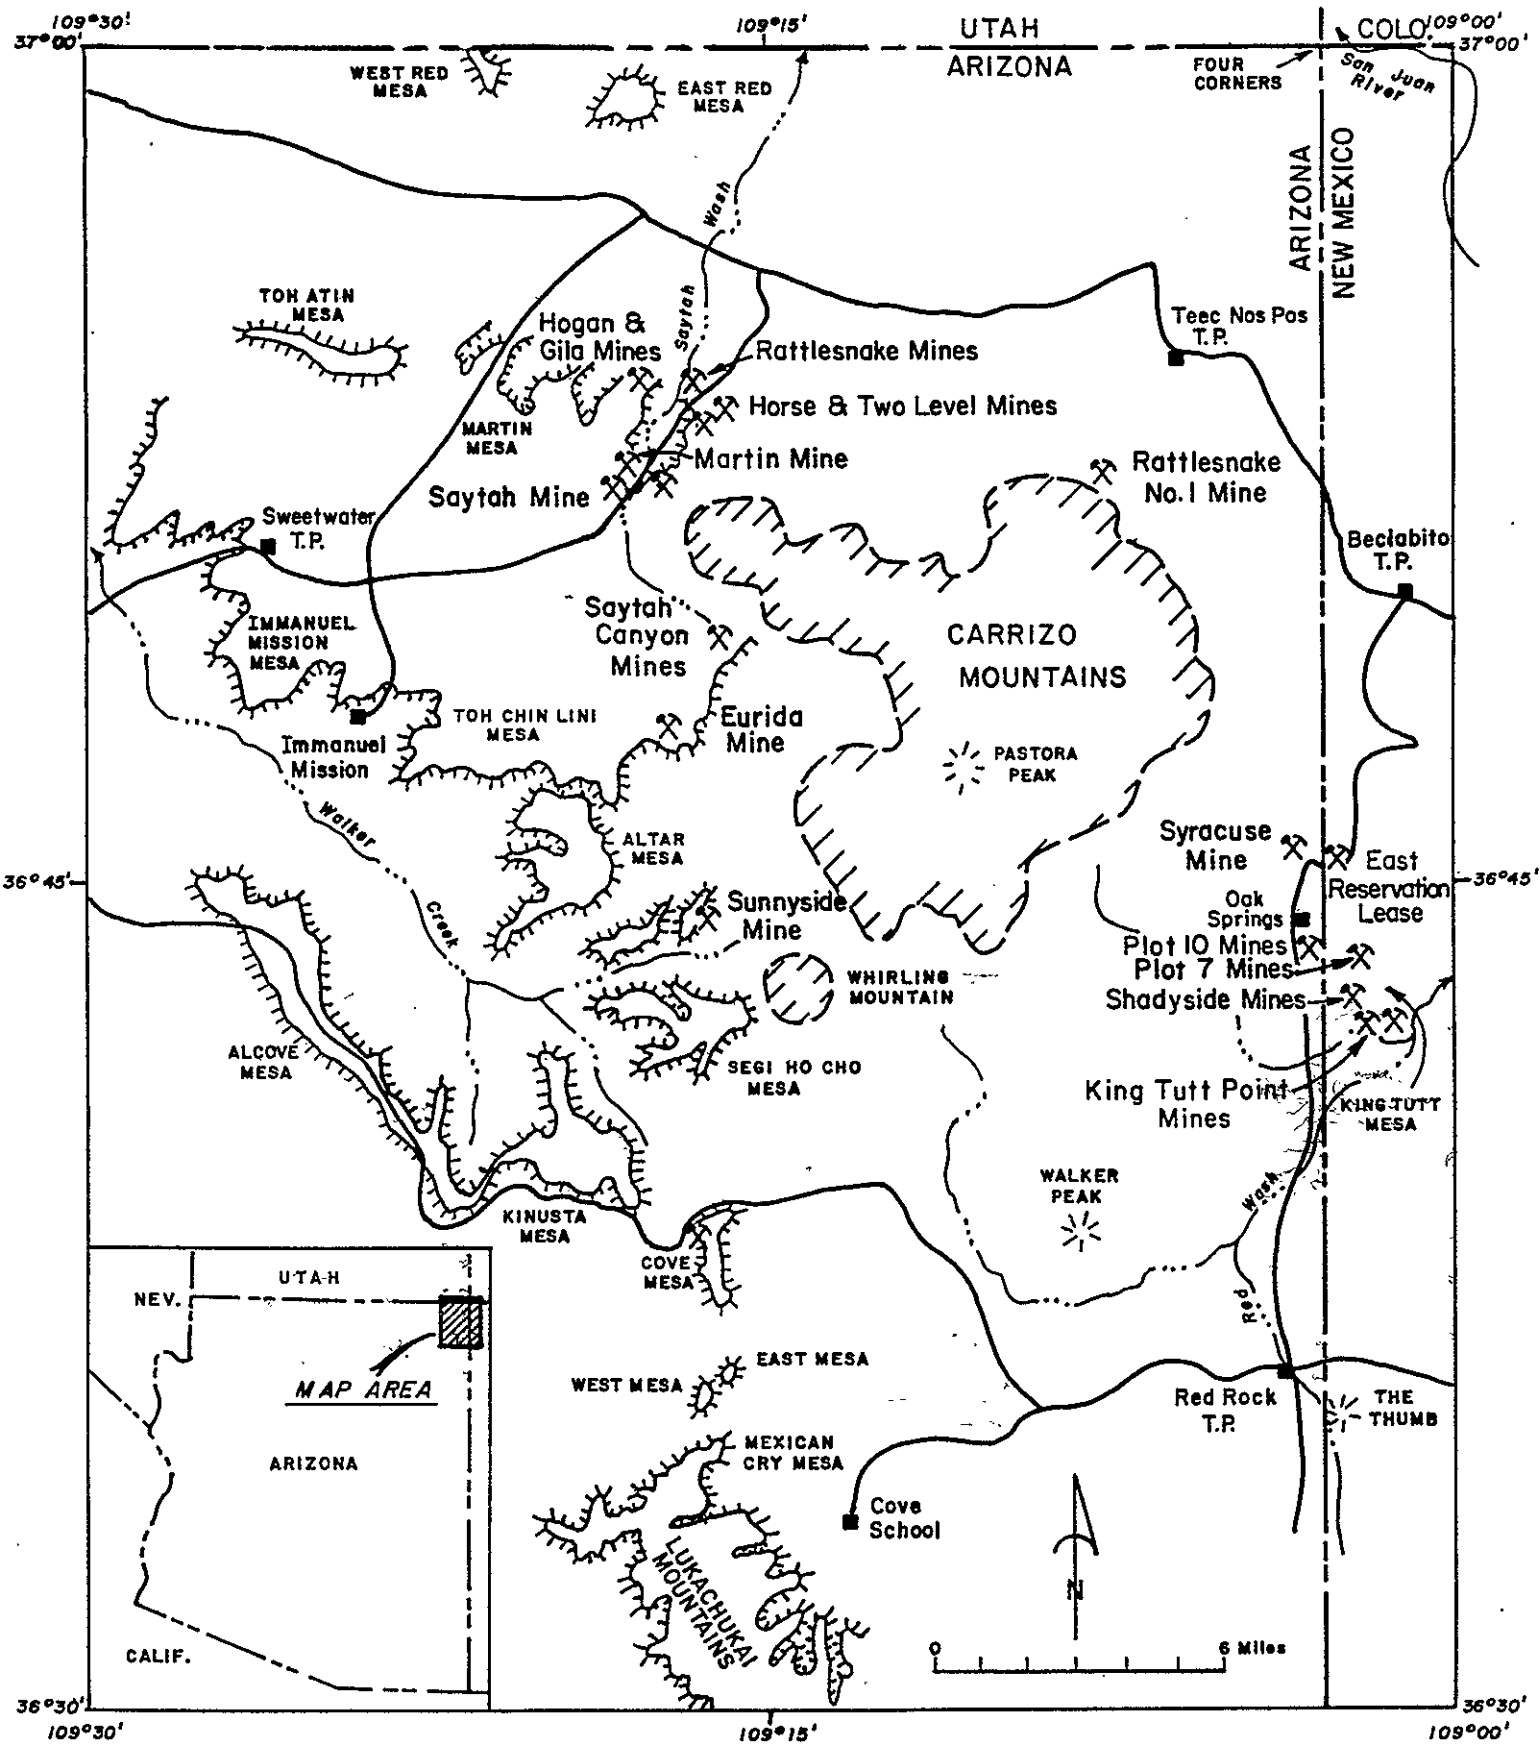 109°30'
109°15'
UTAH
COLO.
109°00'
37°00'
37°00'
ARIZONA
FOUR
CORNERS
San Juan
River
WEST RED
MESA
EAST RED
MESA
ARIZONA
NEW MEXICO
Wash
Saytah
TOH ATIN
MESA
Hogan &
Gila Mines
Teec Nos Pos
T.P.
Rattlesnake Mines
Horse & Two Level Mines
MARTIN
MESA
Martin Mine
Rattlesnake
No. 1 Mine
Saytah Mine
Sweetwater
T.P.
Beclabito
T.P.
IMMANUEL
MISSION
MESA
Saytah
Canyon
Mines
CARRIZO
MOUNTAINS
TOH CHIN LINI
MESA
Eurida
Mine
Immanuel
Mission
PASTORA
PEAK
Walker
Creek
ALTAR
MESA
Syracuse
Mine
East
Reservation
Lease
36°45'
36°45'
Sunnyside
Mine
Oak
Springs
Plot 10 Mines
Plot 7 Mines
WHIRLING
MOUNTAIN
Shadyside Mines
ALCOVE
MESA
SEGI HO CHO
MESA
King Tutt Point
Mines
KING TUTT
MESA
WALKER
PEAK
Wash
Red
KINUSTA
MESA
COVE
MESA
UTAH
NEV.
MAP AREA
ARIZONA
CALIF.
EAST MESA
WEST MESA
Red Rock
T.P.
THE
THUMB
MEXICAN
CRY MESA
Cove
School
LUKACHUKAI
MOUNTAINS
N
0
6 Miles
36°30'
36°30'
109°30'
109°15'
109°00'